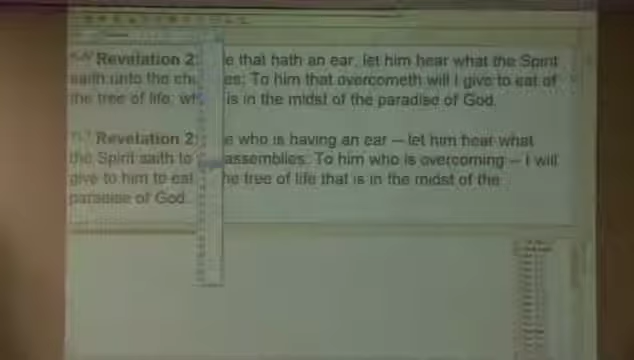 Revelation 2: e that hath an ear, let him hear what the Spirit
saith unto the ch es; To him that overcometh will I give to eat of
the tree of life, wh is in the midst of the paradise of God.
Revelation 2: e who is having an ear -- let him hear what
the Spirit saith to assemblies: To him who is overcoming -- I will
give to him to eat he tree of life that is in the midst of the
paradise of God.